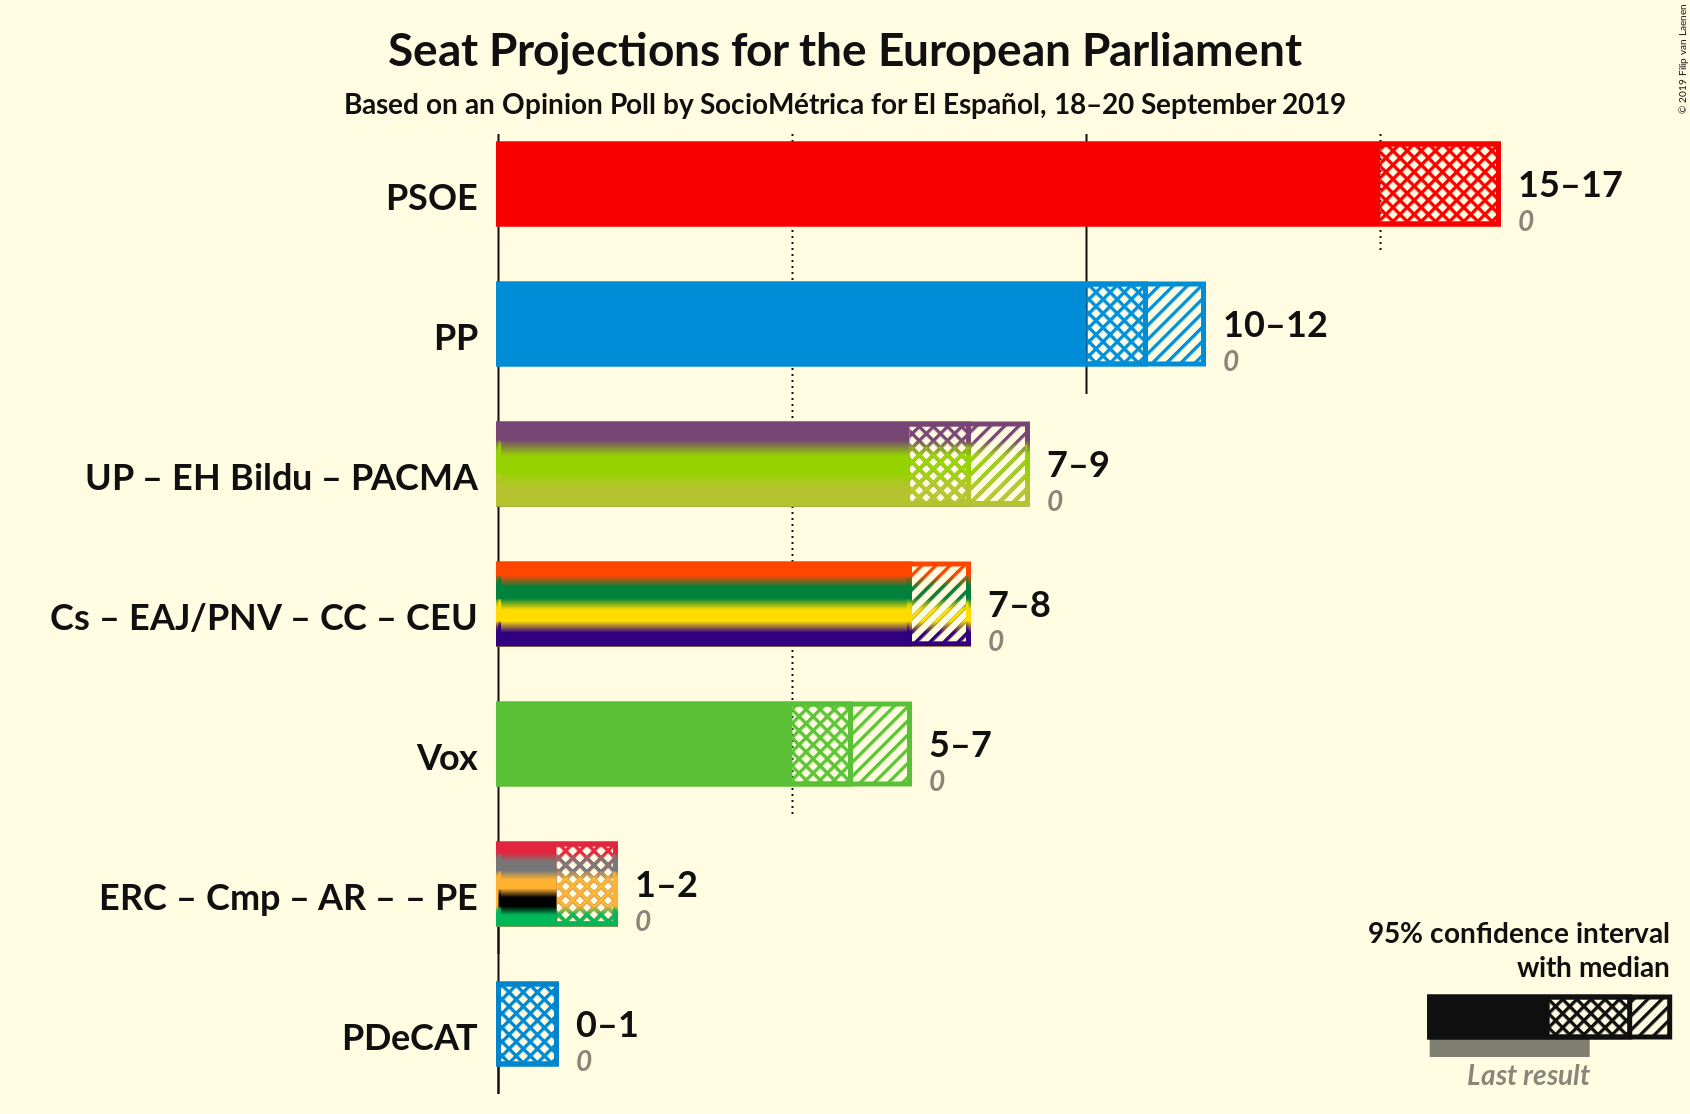 Seat Projections for the European Parliament
Based on an Opinion Poll by SocioMétrica for El Español, 18–20 September 2019
© 2019 Filip van Laenen
PSOE
15–17
0
PP
10–12
0
UP – EH Bildu – PACMA
7–9
0
Cs – EAJ/PNV – CC – CEU
7–8
0
Vox
5–7
0
ERC – Cmp – AR – – PE
1–2
0
PDeCAT
0–1
0
95% confidence interval
with median
Last result